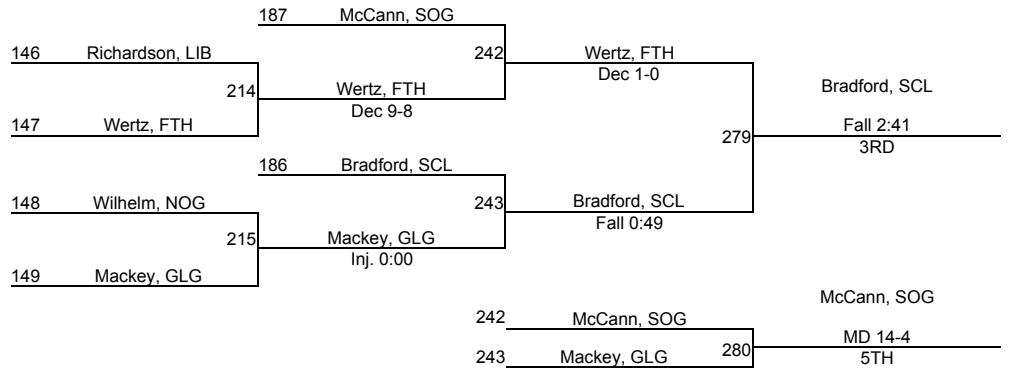 187 McCann, SOG
146 Richardson, LIB
242 Wertz, FTH
Dec 1-0
Bradford, SCL
214 Wertz, FTH
Dec 9-8
147 Wertz, FTH
279 Fall 2:41
3RD
186 Bradford, SCL
148 Wilhelm, NOG
243 Bradford, SCL
Fall 0:49
215 Mackey, GLG
Inj. 0:00
149 Mackey, GLG
McCann, SOG
242 McCann, SOG
280 MD 14-4
5TH
243 Mackey, GLG